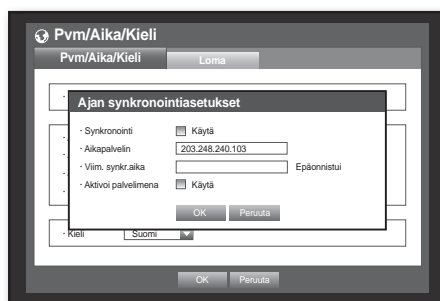 Pvm/Aika/Kieli
Pvm/Aika/Kieli Loma
Ajan synkronointiasetukset
· Synkronointi Käytä
· Aikapalvelin 203.248.240.103
· Viim. synkr.aika Epäonnistui
· Aktivoi palvelimena Käytä
OK Peruuta
· Kieli Suomi
OK Peruuta